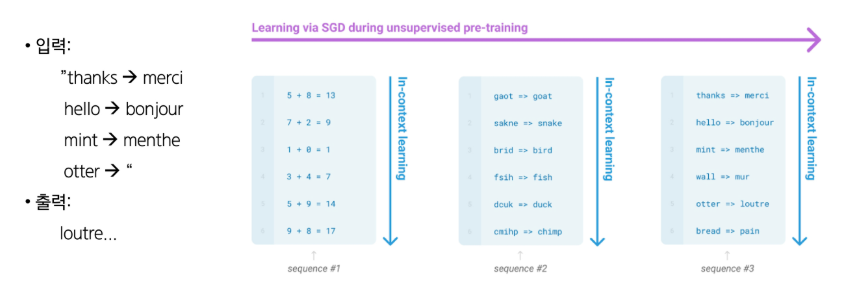 • 입력:
”thanks → merci
hello → bonjour
mint → menthe
otter → “
• 출력:
loutre...
Learning via SGD during unsupervised pre-training
1 5 + 8 = 13
2 7 + 2 = 9
3 1 + 0 = 1
4 3 + 4 = 7
5 5 + 9 = 14
6 9 + 8 = 17
In-context learning
sequence #1
1 gaot => goat
2 sakne => snake
3 brid => bird
4 fsih => fish
5 dcuk => duck
6 cmihp => chimp
In-context learning
sequence #2
1 thanks => merci
2 hello => bonjour
3 mint => menthe
4 wall => mur
5 otter => loutre
6 bread => pain
In-context learning
sequence #3